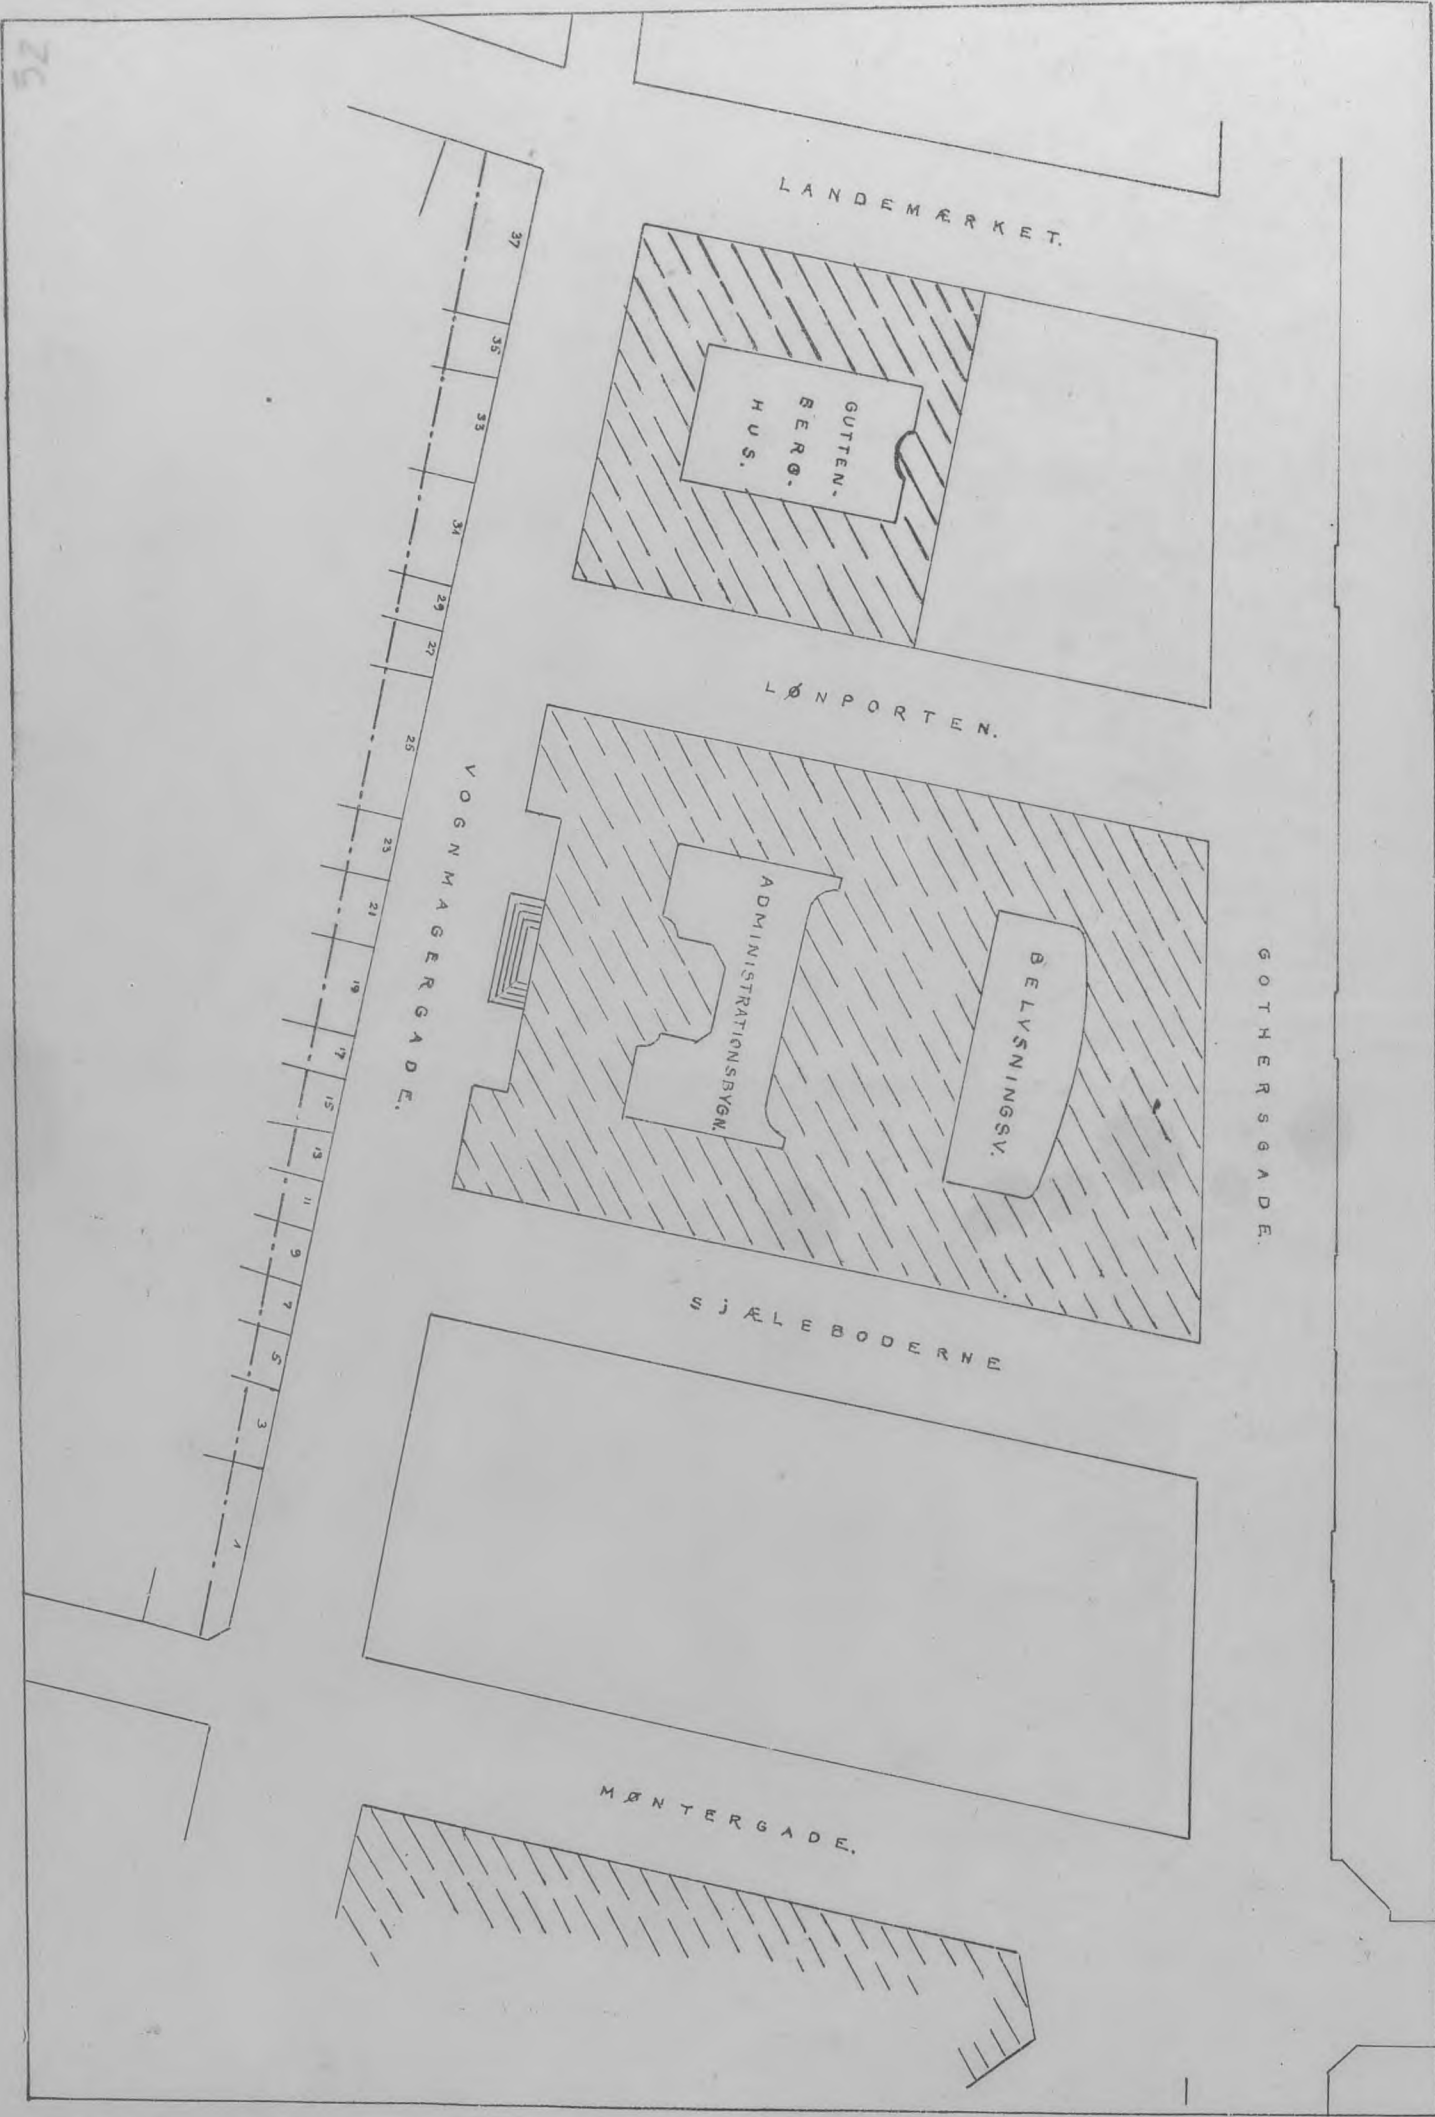 52
LANDEMÆRKET.
GUTTEN-
BERG-
HUS.
LØNPORTEN.
VOGNMAGERGADE.
ADMINISTRATIONSBYGN.
BELYSNINGSV.
GOTHERSGADE.
SJÆLEBODERNE
MØNTERGADE.
37
35
33
31
29
27
25
23
21
19
17
15
13
11
9
7
5
3
1